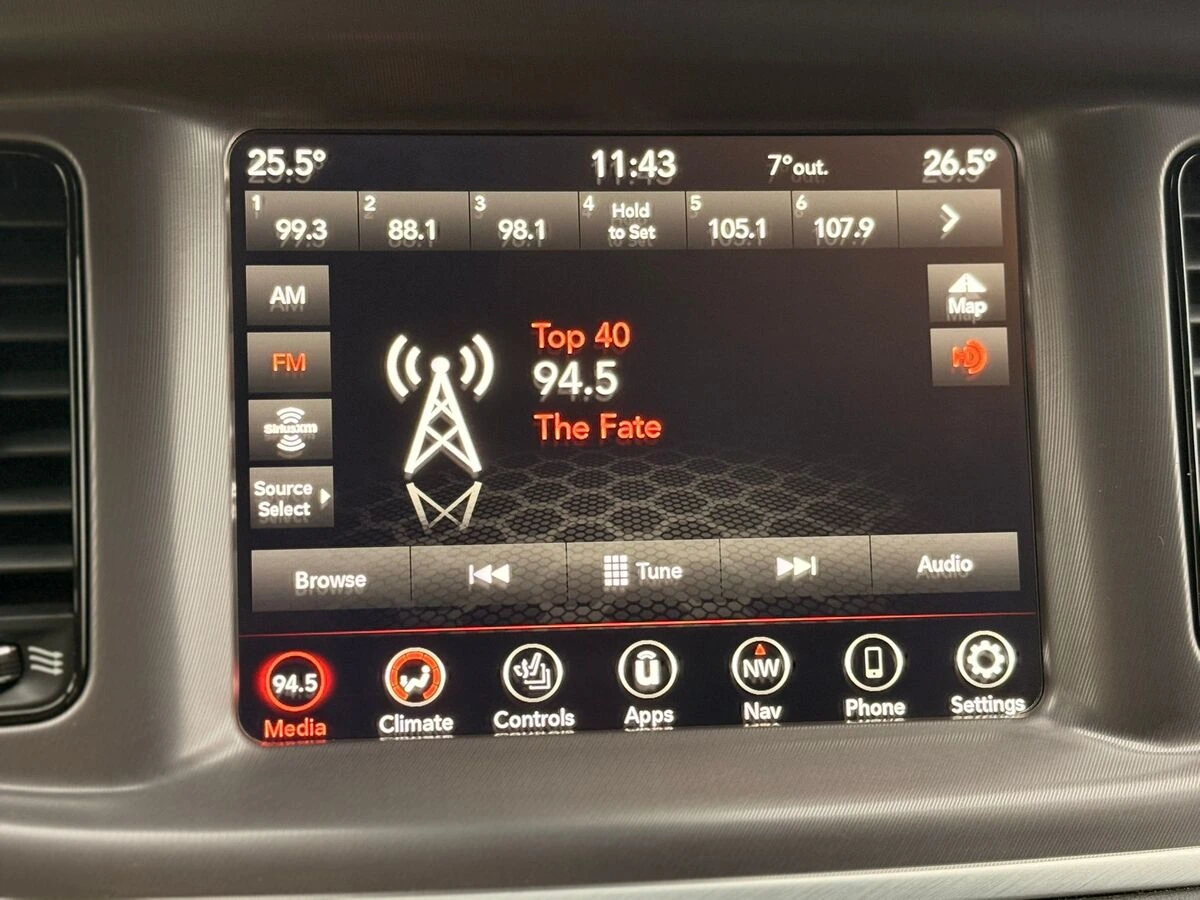 25.5° 11:43 7°out. 26.5°
1 99.3 2 88.1 3 98.1 4 Hold to Set 5 105.1 6 107.9
AM
Map
FM
HD
SiriusXM
Source
Select
Top 40
94.5
The Fate
Browse Tune Audio
94.5 u NW
Media Climate Controls Apps Nav Phone Settings